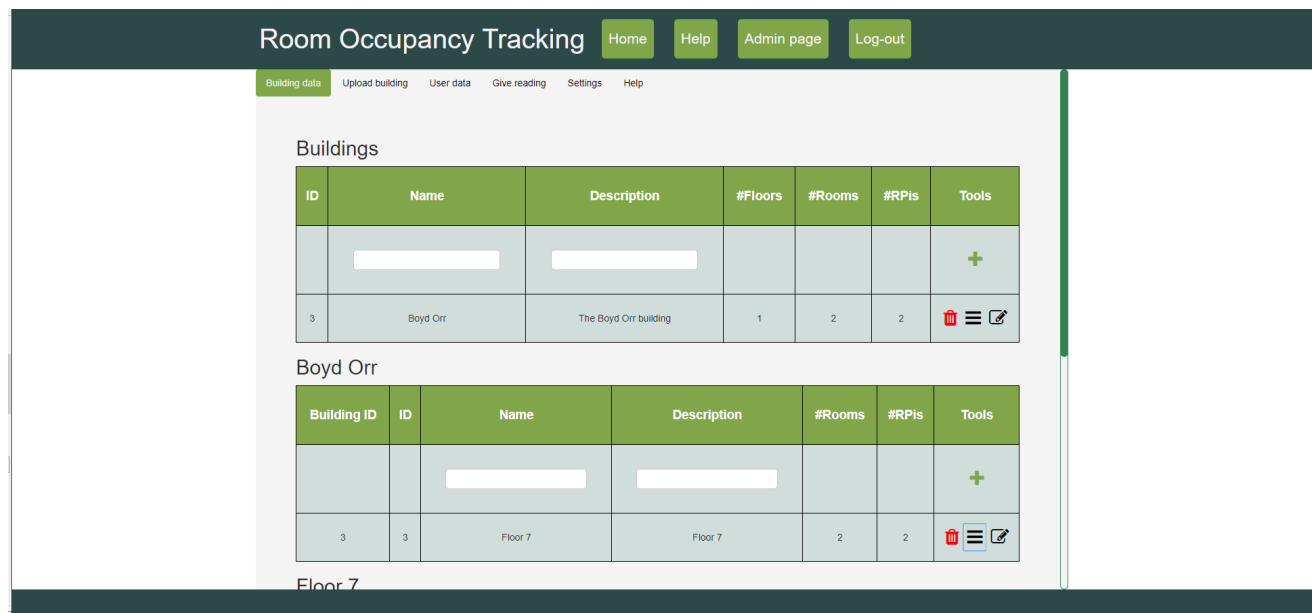 Room Occupancy Tracking Home Help Admin page Log-out
Building data Upload building User data Give reading Settings Help
Buildings
ID Name Description #Floors #Rooms #RPis Tools
3 Boyd Orr The Boyd Orr building 1 2 2
Boyd Orr
Building ID ID Name Description #Rooms #RPis Tools
3 3 Floor 7 Floor 7 2 2
Floor 7